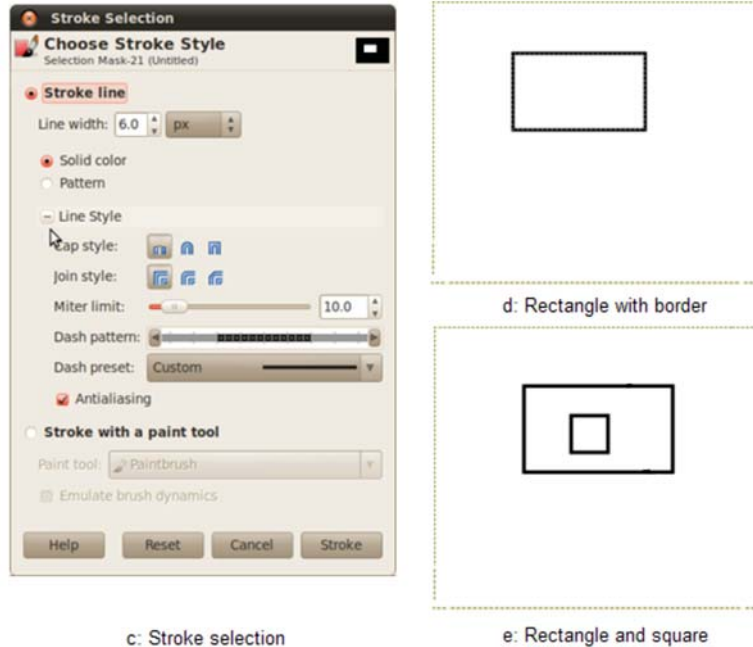 Stroke Selection
Choose Stroke Style
Selection Mask-21 (Untitled)
Stroke line
Line width: 6.0 px
Solid color
Pattern
Line Style
Cap style:
Join style:
Miter limit: 10.0
Dash pattern:
Dash preset: Custom
Antialiasing
Stroke with a paint tool
Paint tool: Paintbrush
Emulate brush dynamics
Help Reset Cancel Stroke
c: Stroke selection
d: Rectangle with border
e: Rectangle and square